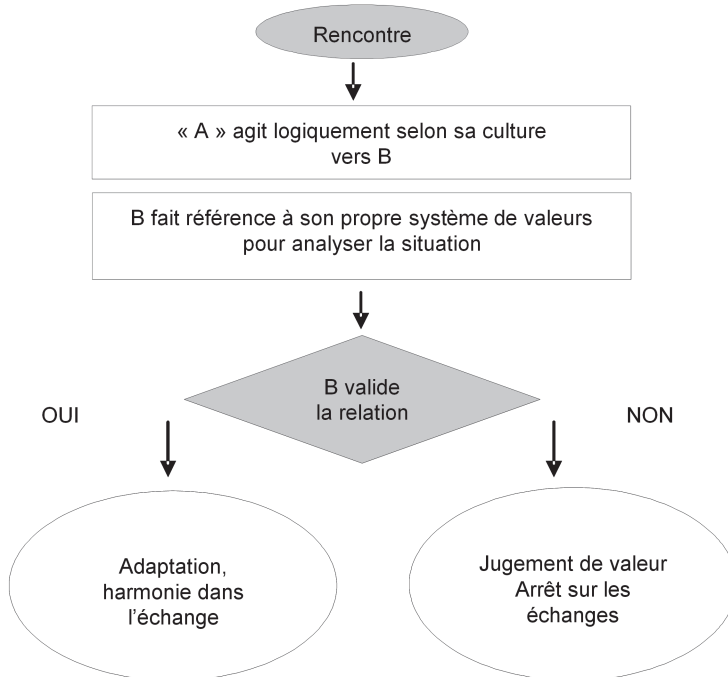 Rencontre
« A » agit logiquement selon sa culture
vers B
B fait référence à son propre système de valeurs
pour analyser la situation
B valide
la relation
OUI
NON
Adaptation,
harmonie dans
l’échange
Jugement de valeur
Arrêt sur les
échanges